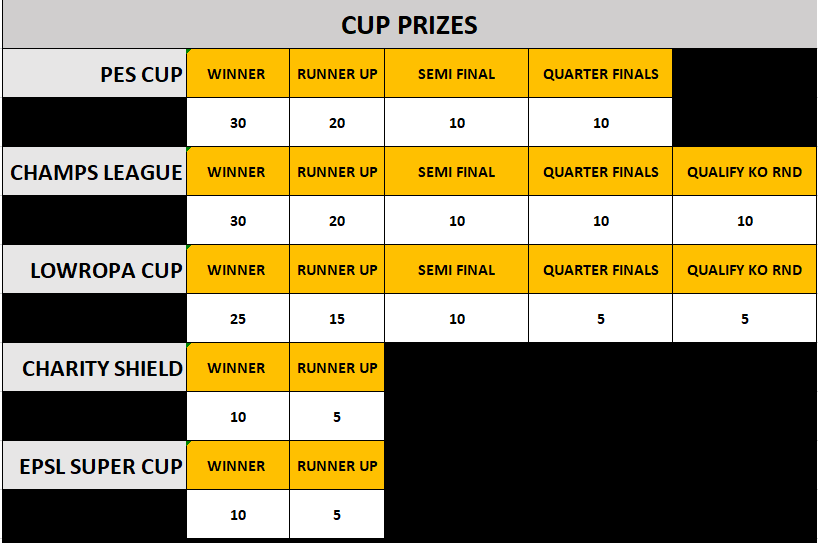 CUP PRIZES
PES CUP WINNER RUNNER UP SEMI FINAL QUARTER FINALS
30 20 10 10
CHAMPS LEAGUE WINNER RUNNER UP SEMI FINAL QUARTER FINALS QUALIFY KO RND
30 20 10 10 10
LOWROPA CUP WINNER RUNNER UP SEMI FINAL QUARTER FINALS QUALIFY KO RND
25 15 10 5 5
CHARITY SHIELD WINNER RUNNER UP
10 5
EPSL SUPER CUP WINNER RUNNER UP
10 5